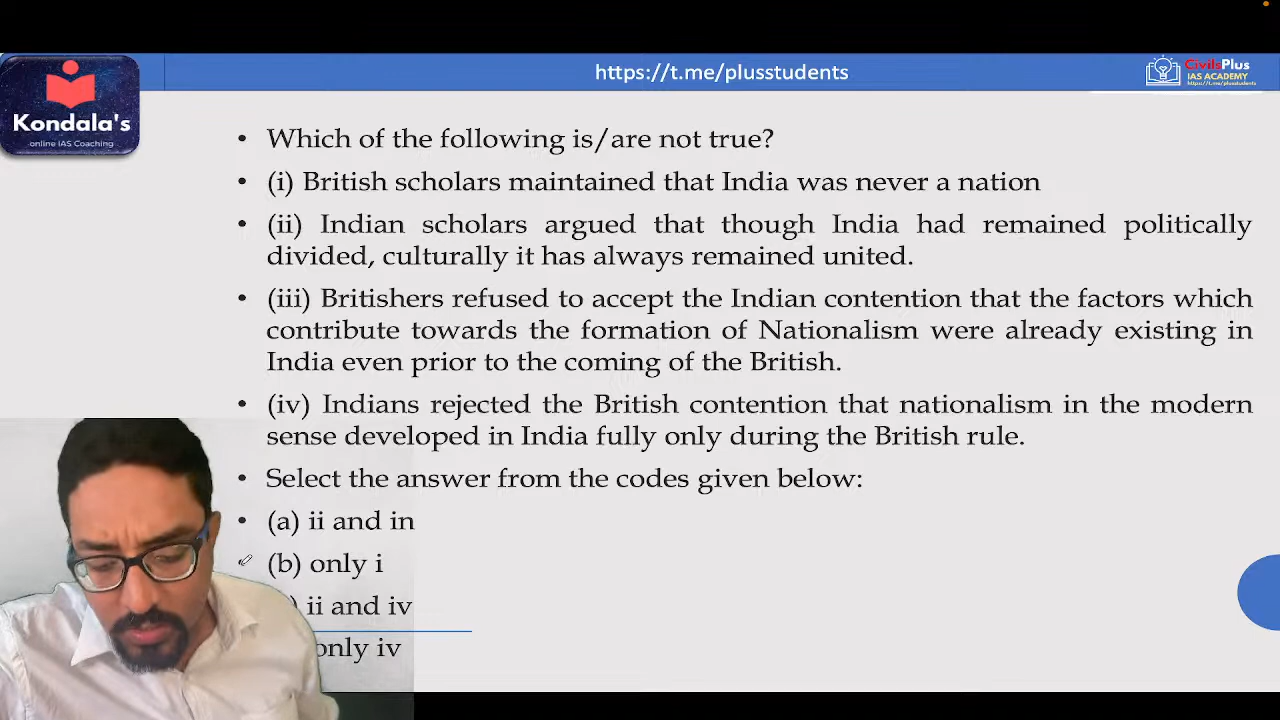 https://t.me/plusstudents
Kondala's
online IAS Coaching
CivilsPlus
IAS ACADEMY
https://t.me/plusstudents
• Which of the following is/are not true?
• (i) British scholars maintained that India was never a nation
• (ii) Indian scholars argued that though India had remained politically
divided, culturally it has always remained united.
• (iii) Britishers refused to accept the Indian contention that the factors which
contribute towards the formation of Nationalism were already existing in
India even prior to the coming of the British.
• (iv) Indians rejected the British contention that nationalism in the modern
sense developed in India fully only during the British rule.
• Select the answer from the codes given below:
• (a) ii and in
(b) only i
) ii and iv
only iv